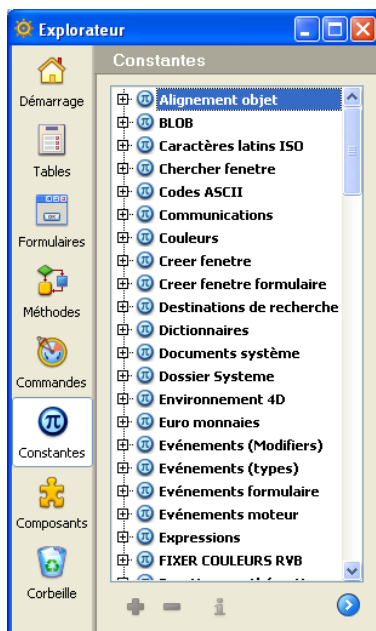 Explorateur
Constantes
Démarrage
Tables
Formulaires
Méthodes
Commandes
Constantes
Composants
Corbeille
Alignement objet
BLOB
Caractères latins ISO
Chercher fenetre
Codes ASCII
Communications
Couleurs
Creer fenetre
Creer fenetre formulaire
Destinations de recherche
Dictionnaires
Documents système
Dossier Systeme
Environnement 4D
Euro monnaies
Evénements (Modifiers)
Evénements (types)
Evénements formulaire
Evénements moteur
Expressions
FIXER COULEURS RVB